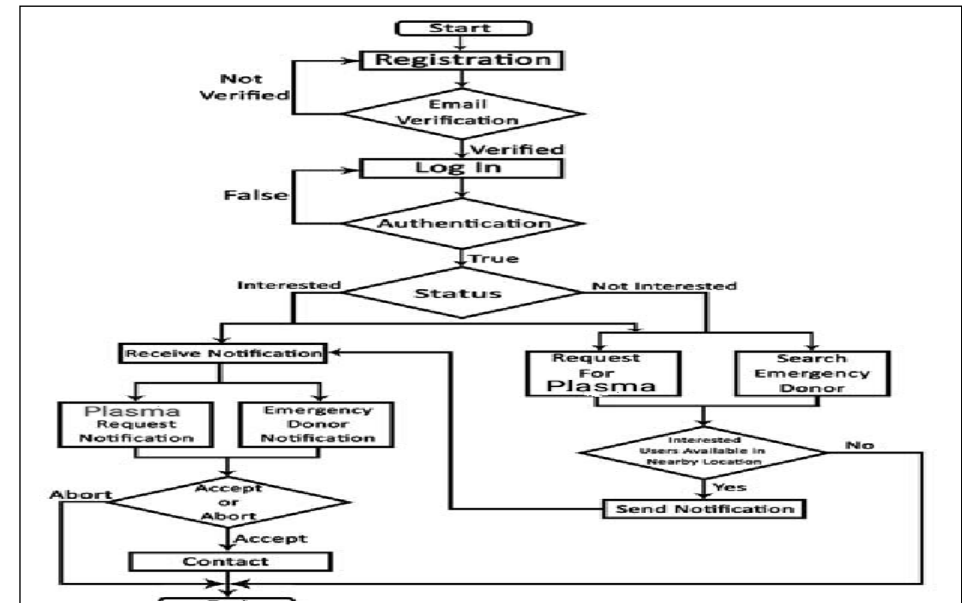 Start
Registration
Not
Verified
Email
Verification
Verified
Log In
False
Authentication
True
Interested
Status
Not Interested
Receive Notification
Request
For
Plasma
Search
Emergency
Donor
Plasma
Request
Notification
Emergency
Donor
Notification
Interested
Users Available in
Nearby Location
No
Yes
Send Notification
Abort
Accept
or
Abort
Accept
Contact